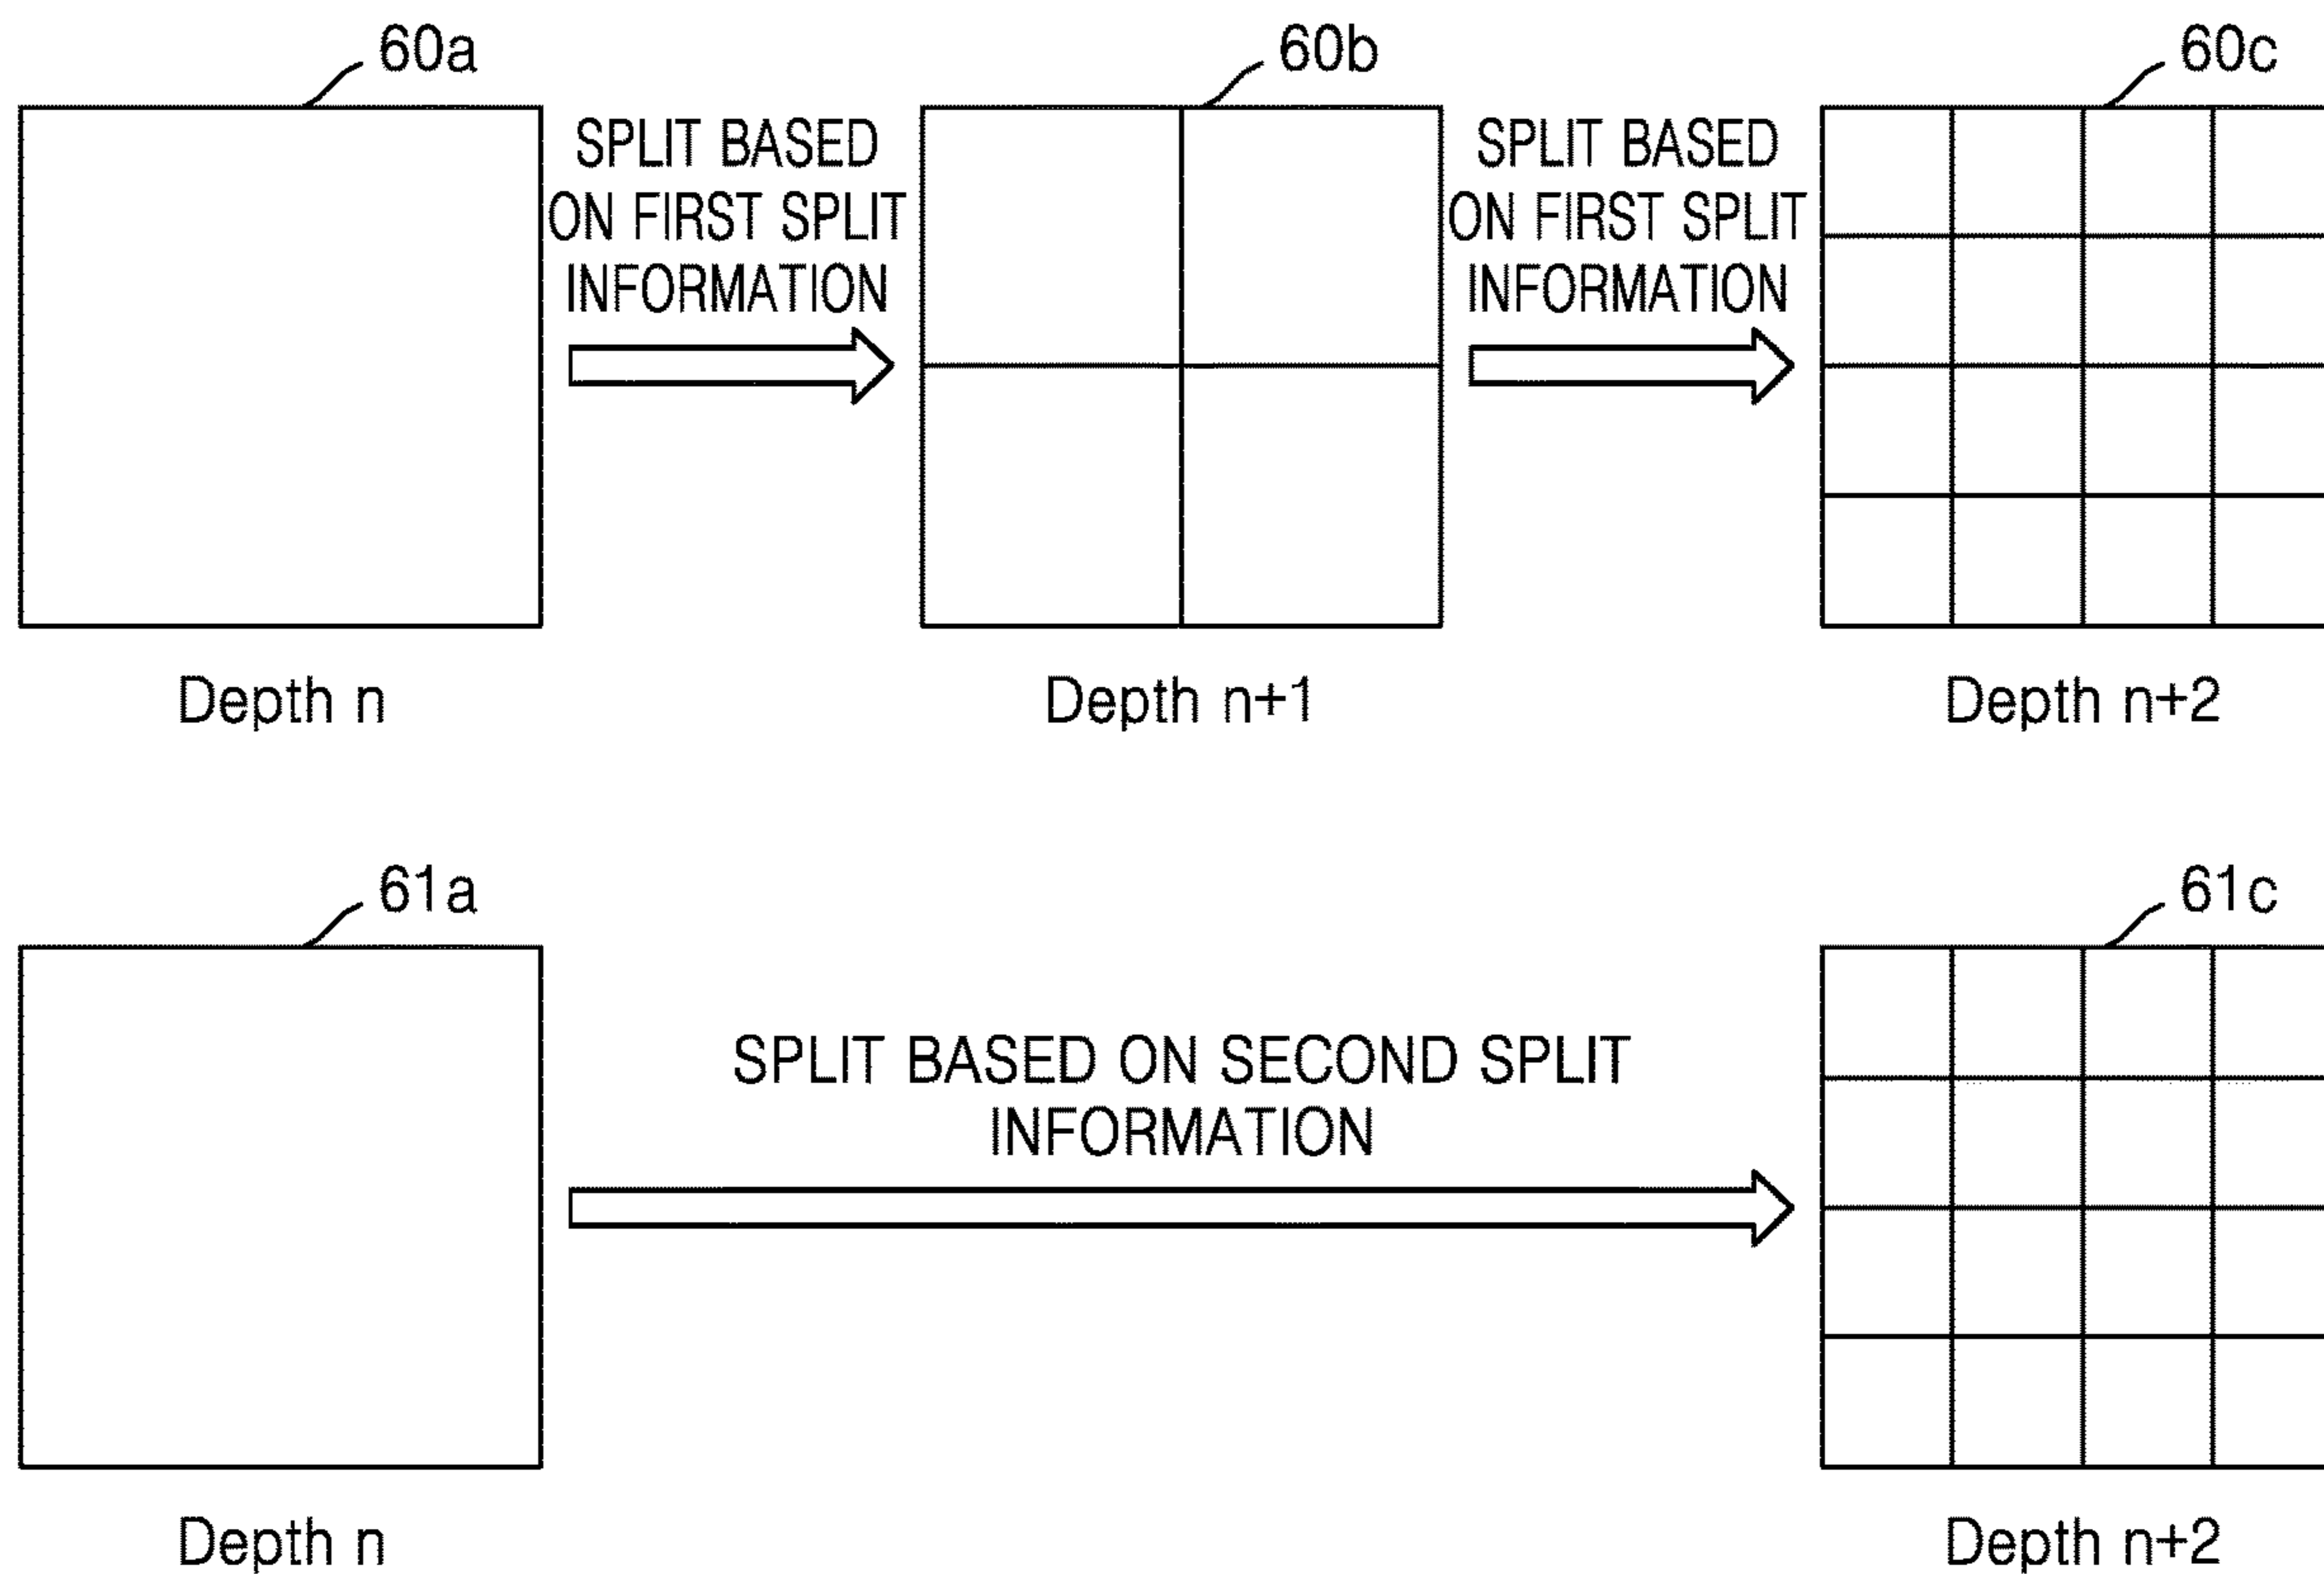 60a
60b
60c
SPLIT BASED
ON FIRST SPLIT
INFORMATION
SPLIT BASED
ON FIRST SPLIT
INFORMATION
Depth n
Depth n+1
Depth n+2
61a
61c
SPLIT BASED ON SECOND SPLIT
INFORMATION
Depth n
Depth n+2